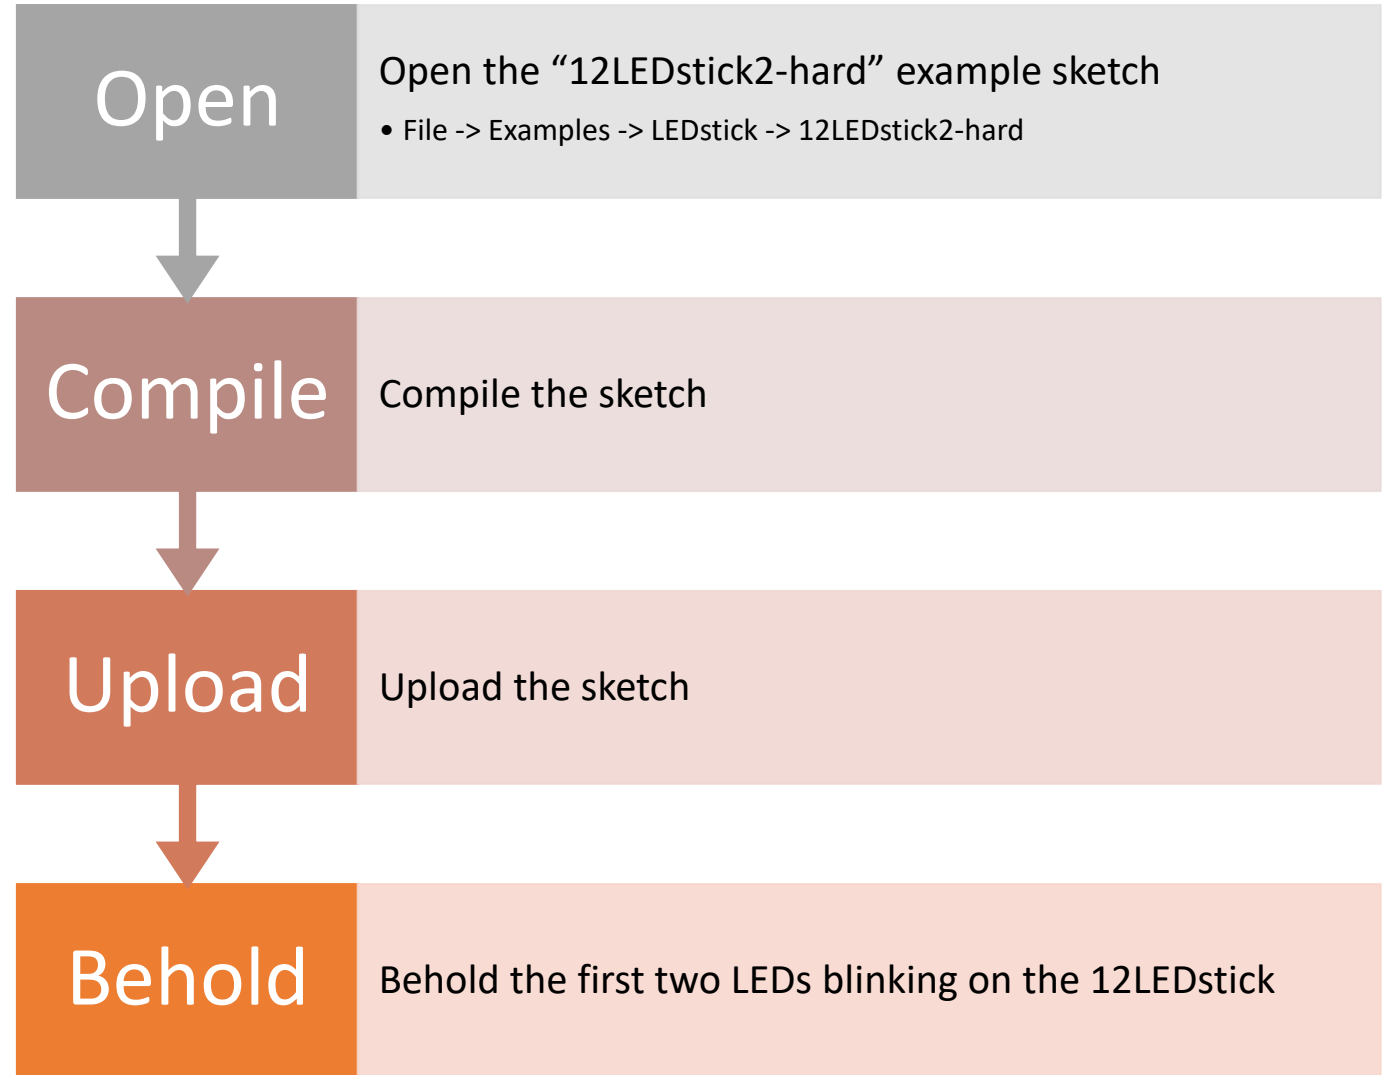 Open
Open the “12LEDstick2-hard” example sketch
• File -> Examples -> LEDstick -> 12LEDstick2-hard
Compile
Compile the sketch
Upload
Upload the sketch
Behold
Behold the first two LEDs blinking on the 12LEDstick